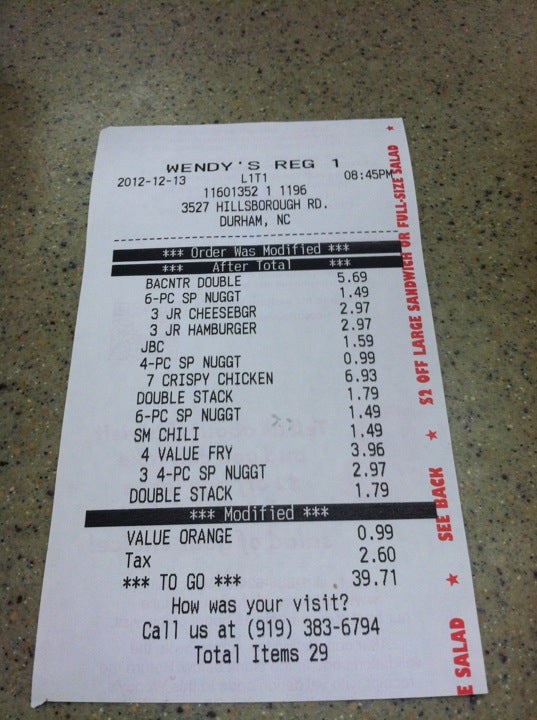 WENDY'S REG 1
2012-12-13 L1T1 08:45PM
11601352 1 1196
3527 HILLSBOROUGH RD.
DURHAM, NC
*** Order Was Modified ***
*** After Total ***
BACNTR DOUBLE 5.69
6-PC SP NUGGT 1.49
3 JR CHEESEBGR 2.97
3 JR HAMBURGER 2.97
JBC 1.59
4-PC SP NUGGT 0.99
7 CRISPY CHICKEN 6.93
DOUBLE STACK 1.79
6-PC SP NUGGT 1.49
SM CHILI 1.49
4 VALUE FRY 3.96
3 4-PC SP NUGGT 2.97
DOUBLE STACK 1.79
*** Modified ***
VALUE ORANGE 0.99
Tax 2.60
*** TO GO *** 39.71
How was your visit?
Call us at (919) 383-6794
Total Items 29
E SALAD ★ SEE BACK ★ $2 OFF LARGE SANDWICH OR FULL-SIZE SALAD ★